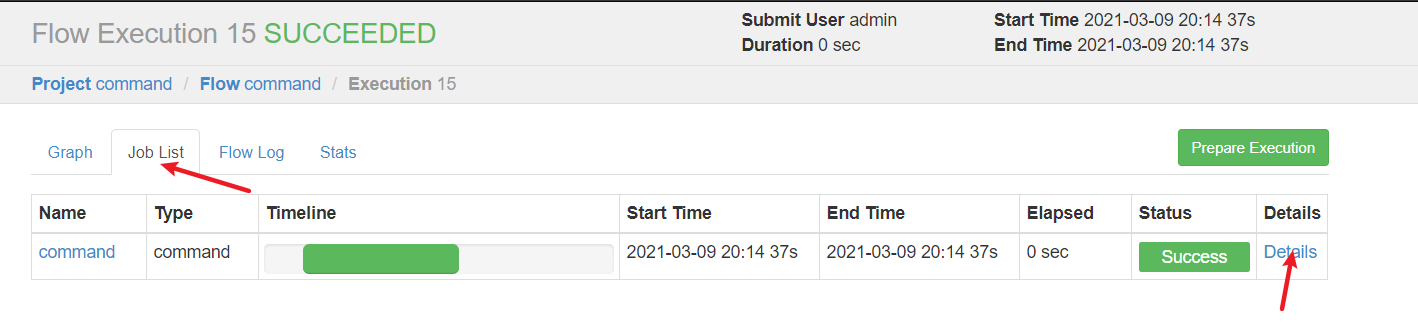 Flow Execution 15 SUCCEEDED
Submit User admin
Duration 0 sec
Start Time 2021-03-09 20:14 37s
End Time 2021-03-09 20:14 37s
Project command / Flow command / Execution 15
Graph Job List Flow Log Stats
Prepare Execution
Name Type Timeline Start Time End Time Elapsed Status Details
command command 2021-03-09 20:14 37s 2021-03-09 20:14 37s 0 sec Success Details